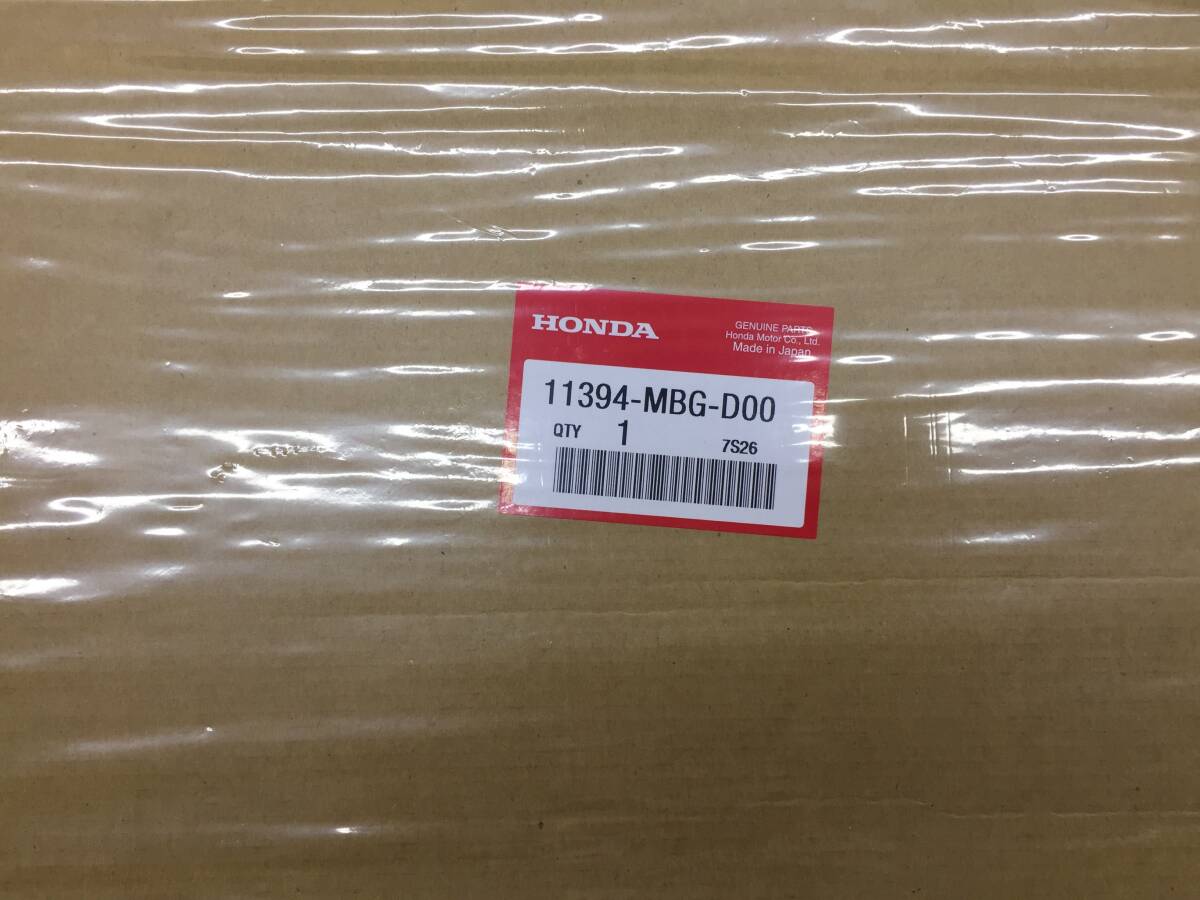 HONDA
GENUINE PARTS
Honda Motor Co., Ltd.
Made in Japan
11394-MBG-D00
QTY 1 7S26